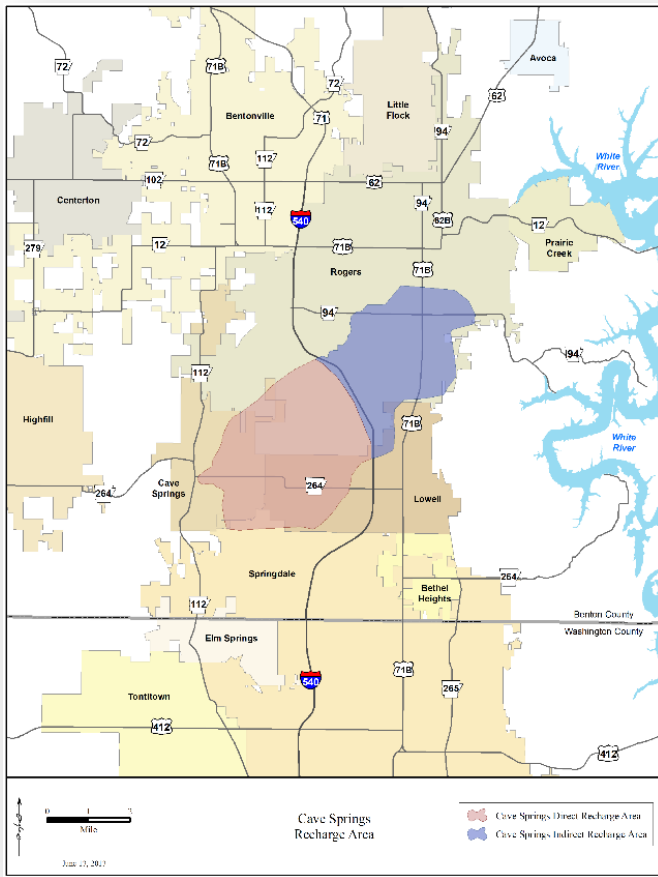 Avoca
72
71B
72
62
Bentonville
Little
Flock
71
94
72
112
White
River
71B
102
62
Centerton
112
94
62B
540
12
279
12
71B
Prairie
Creek
Rogers
71B
94
94
112
Highfill
71B
White
River
264
264
Cave
Springs
Lowell
Springdale
264
Bethel
Heights
112
Benton County
Washington County
Elm Springs
71B
540
265
Tontitown
412
412
0
1
Mile
Cave Springs
Recharge Area
Cave Springs Direct Recharge Area
Cave Springs Indirect Recharge Area